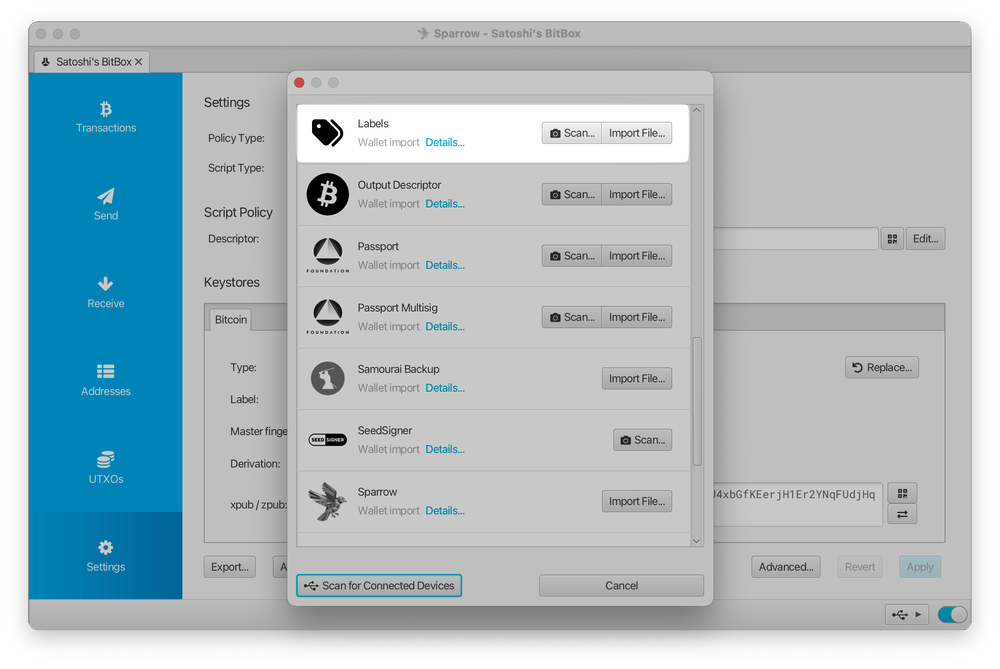 Sparrow - Satoshi's BitBox
Satoshi's BitBox
Transactions
Send
Receive
Addresses
UTXOs
Settings
Settings
Policy Type:
Script Type:
Script Policy
Descriptor:
Edit...
Keystores
Bitcoin
Type:
Replace...
Label:
Master finge
Derivation:
xpub / zpub:
J4xbGfKEerjH1Er2YNqFUdjHq
Export...
A
Advanced...
Revert
Apply
Labels
Wallet import Details...
Scan... Import File...
Output Descriptor
Wallet import Details...
Scan... Import File...
Passport
Wallet import Details...
Scan... Import File...
FOUNDATION
Passport Multisig
Wallet import Details...
Scan... Import File...
FOUNDATION
Samourai Backup
Wallet import Details...
Import File...
SEED SIGNER
SeedSigner
Wallet import Details...
Scan...
Sparrow
Wallet import Details...
Import File...
Scan for Connected Devices
Cancel